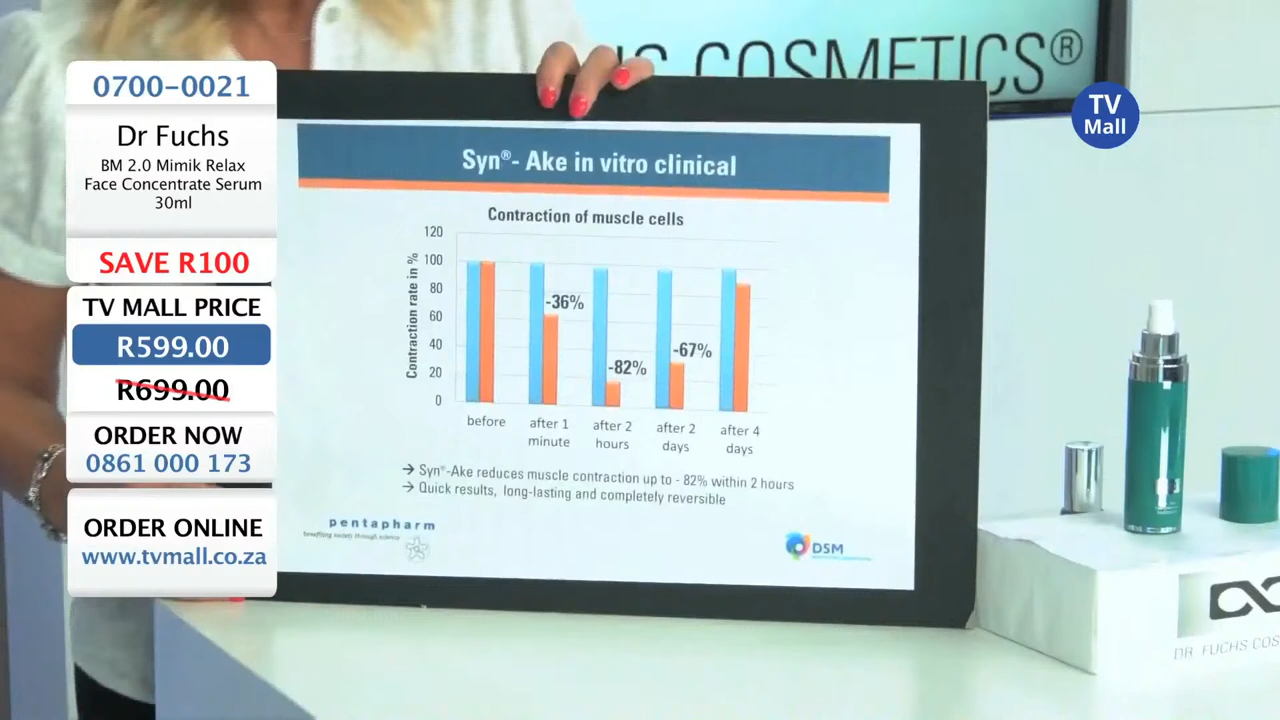 0700-0021
Dr Fuchs
BM 2.0 Mimik Relax
Face Concentrate Serum
30ml
SAVE R100
TV MALL PRICE
R599.00
R699.00
ORDER NOW
0861 000 173
ORDER ONLINE
www.tvmall.co.za
COSMETICS®
TV
Mall
Syn®- Ake in vitro clinical
Contraction of muscle cells
Contraction rate in %
120
100
80
60
40
20
0
-36%
-82%
-67%
before
after 1
minute
after 2
hours
after 2
days
after 4
days
→ Syn®-Ake reduces muscle contraction up to - 82% within 2 hours
→ Quick results, long-lasting and completely reversible
pentapharm
benefiting society through science
DSM
DR. FUCHS COS